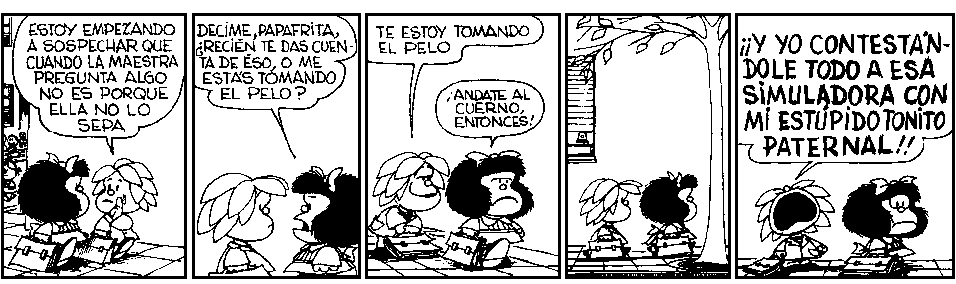 ESTOY EMPEZANDO
A SOSPECHAR QUE
CUANDO LA MAESTRA
PREGUNTA ALGO
NO ES PORQUE
ELLA NO LO
SEPA
DECIME, PAPAFRITA,
¿RECIÉN TE DAS CUEN-
TA DE ÉSO, O ME
ESTÁS TOMANDO
EL PELO?
TE ESTOY TOMANDO
EL PELO
¡ANDATE AL
CUERNO,
ENTONCES!
¡¡Y YO CONTESTÁN-
DOLE TODO A ESA
SIMULADORA CON
MI ESTÚPIDO TONITO
PATERNAL!!